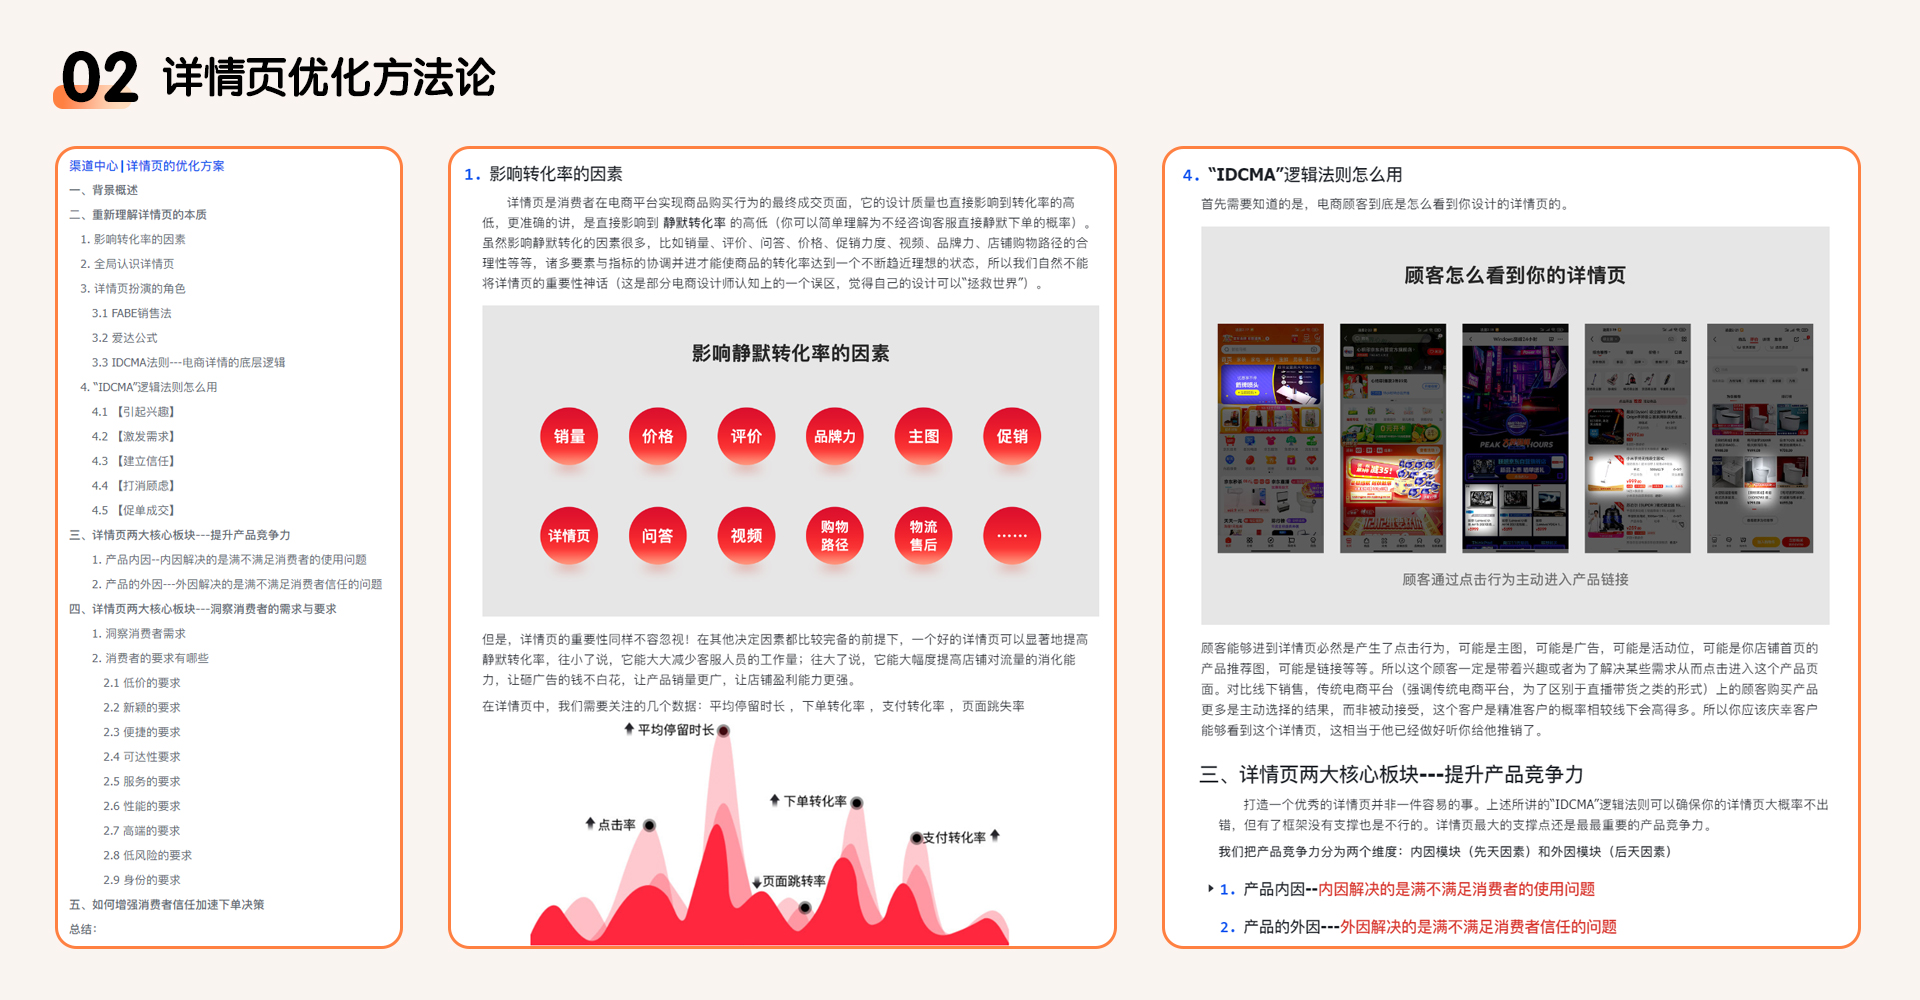 02 详情页优化方法论
渠道中心|详情页的优化方案
一、背景概述
二、重新理解详情页的本质
1. 影响转化率的因素
2. 全局认识详情页
3. 详情页扮演的角色
3.1 FABE销售法
3.2 爱达公式
3.3 IDCMA法则---电商详情的底层逻辑
4. “IDCMA”逻辑法则怎么用
4.1 【引起兴趣】
4.2 【激发需求】
4.3 【建立信任】
4.4 【打消顾虑】
4.5 【促单成交】
三、详情页两大核心板块---提升产品竞争力
1. 产品内因--内因解决的是满不满足消费者的使用问题
2. 产品的外因---外因解决的是满不满足消费者信任的问题
四、详情页两大核心板块---洞察消费者的需求与要求
1. 洞察消费者需求
2. 消费者的要求有哪些
2.1 低价的要求
2.2 新颖的要求
2.3 便捷的要求
2.4 可达性要求
2.5 服务的要求
2.6 性能的要求
2.7 高端的要求
2.8 低风险的要求
2.9 身份的要求
五、如何增强消费者信任加速下单决策
总结：
1. 影响转化率的因素
详情页是消费者在电商平台实现商品购买行为的最终成交页面，它的设计质量也直接影响到转化率的高
低，更准确的讲，是直接影响到 静默转化率 的高低（你可以简单理解为不经咨询客服直接静默下单的概率）。
虽然影响静默转化的因素很多，比如销量、评价、问答、价格、促销力度、视频、品牌力、店铺购物路径的合
理性等等，诸多要素与指标的协调并进才能使商品的转化率达到一个不断趋近理想的状态，所以我们自然不能
将详情页的重要性神话（这是部分电商设计师认知上的一个误区，觉得自己的设计可以“拯救世界”）。
影响静默转化率的因素
销量 价格 评价 品牌力 主图 促销
详情页 问答 视频 购物路径 物流售后 ……
但是，详情页的重要性同样不容忽视！在其他决定因素都比较完备的前提下，一个好的详情页可以显著地提高
静默转化率，往小了说，它能大大减少客服人员的工作量；往大了说，它能大幅度提高店铺对流量的消化能
力，让砸广告的钱不白花，让产品销量更广，让店铺盈利能力更强。
在详情页中，我们需要关注的几个数据：平均停留时长 ，下单转化率 ，支付转化率 ，页面跳失率
平均停留时长
下单转化率
点击率
支付转化率
页面跳转率
4. “IDCMA”逻辑法则怎么用
首先需要知道的是，电商顾客到底是怎么看到你设计的详情页的。
顾客怎么看到你的详情页
顾客通过点击行为主动进入产品链接
顾客能够进到详情页必然是产生了点击行为，可能是主图，可能是广告，可能是活动位，可能是你店铺首页的
产品推荐图，可能是链接等等。所以这个顾客一定是带着兴趣或者为了解决某些需求从而点击进入这个产品页
面。对比线下销售，传统电商平台（强调传统电商平台，为了区别于直播带货之类的形式）上的顾客购买产品
更多是主动选择的结果，而非被动接受，这个客户是精准客户的概率相较线下会高得多。所以你应该庆幸客户
能够看到这个详情页，这相当于他已经做好听你给他推销了。
三、详情页两大核心板块---提升产品竞争力
打造一个优秀的详情页并非一件容易的事。上述所讲的“IDCMA”逻辑法则可以确保你的详情页大概率不出
错，但有了框架没有支撑也是不行的。详情页最大的支撑点还是最最重要的产品竞争力。
我们把产品竞争力分为两个维度：内因模块（先天因素）和外因模块（后天因素）
1. 产品内因--内因解决的是满不满足消费者的使用问题
2. 产品的外因---外因解决的是满不满足消费者信任的问题